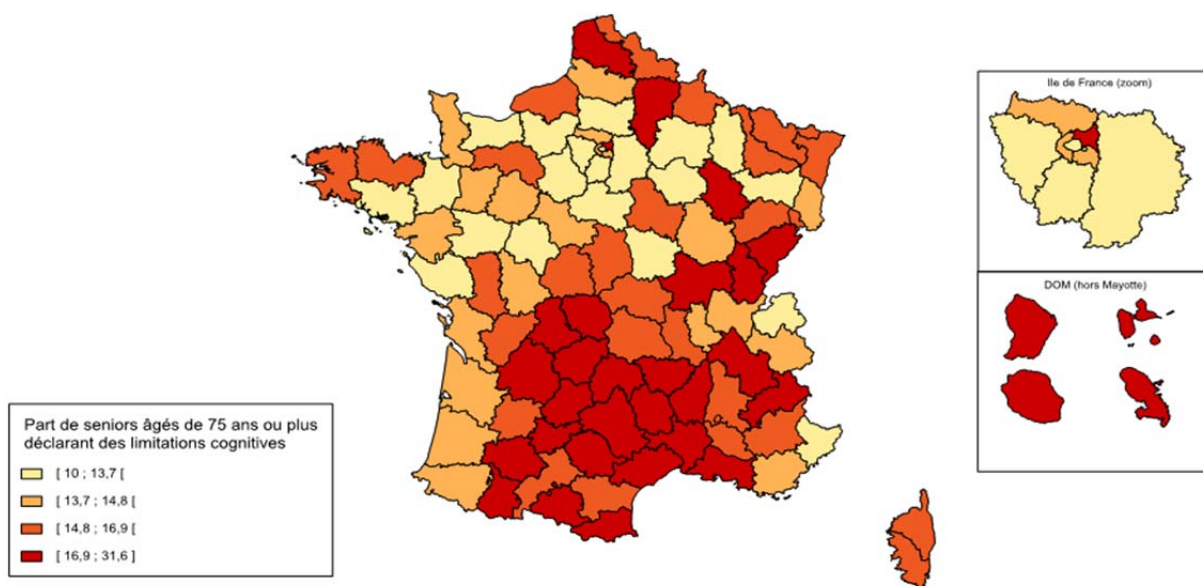 Ile de France (zoom)
DOM (hors Mayotte)
Part de seniors âgés de 75 ans ou plus
déclarant des limitations cognitives
[ 10 ; 13,7 [
[ 13,7 ; 14,8 [
[ 14,8 ; 16,9 [
[ 16,9 ; 31,6 [